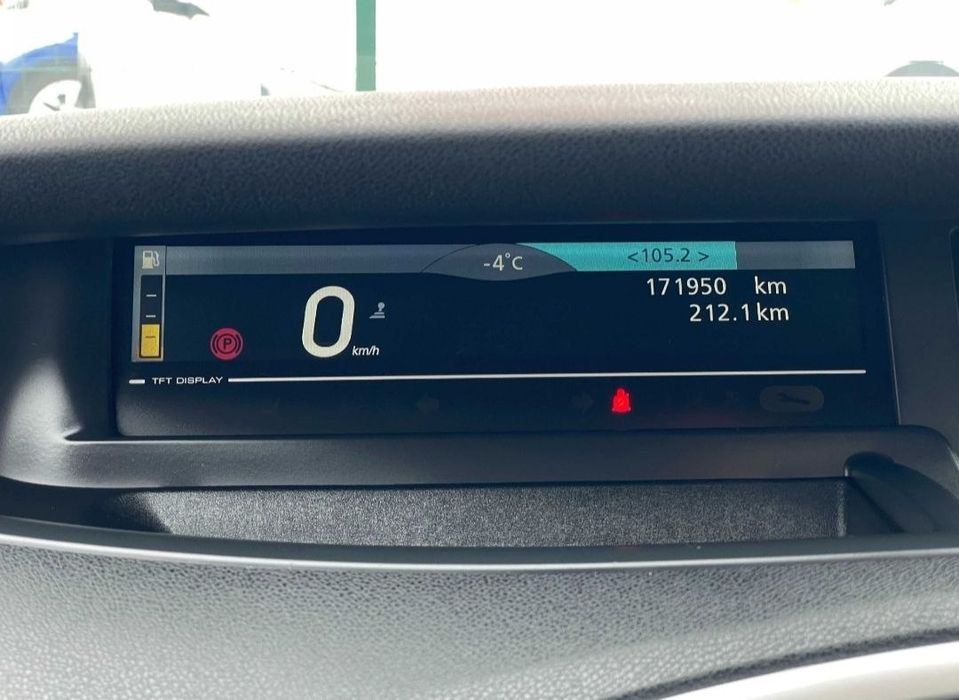 -4°C
<105.2 >
171950 km
212.1 km
0 km/h
P
TFT DISPLAY